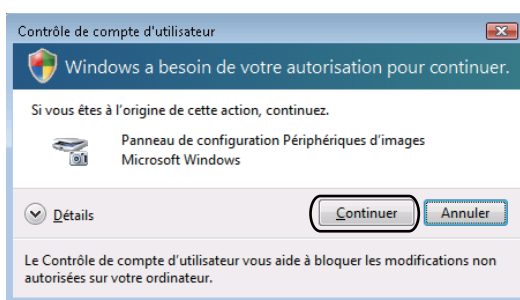 Contrôle de compte d'utilisateur
Windows a besoin de votre autorisation pour continuer.
Si vous êtes à l'origine de cette action, continuez.
Panneau de configuration Périphériques d'images
Microsoft Windows
Détails
Continuer
Annuler
Le Contrôle de compte d'utilisateur vous aide à bloquer les modifications non
autorisées sur votre ordinateur.